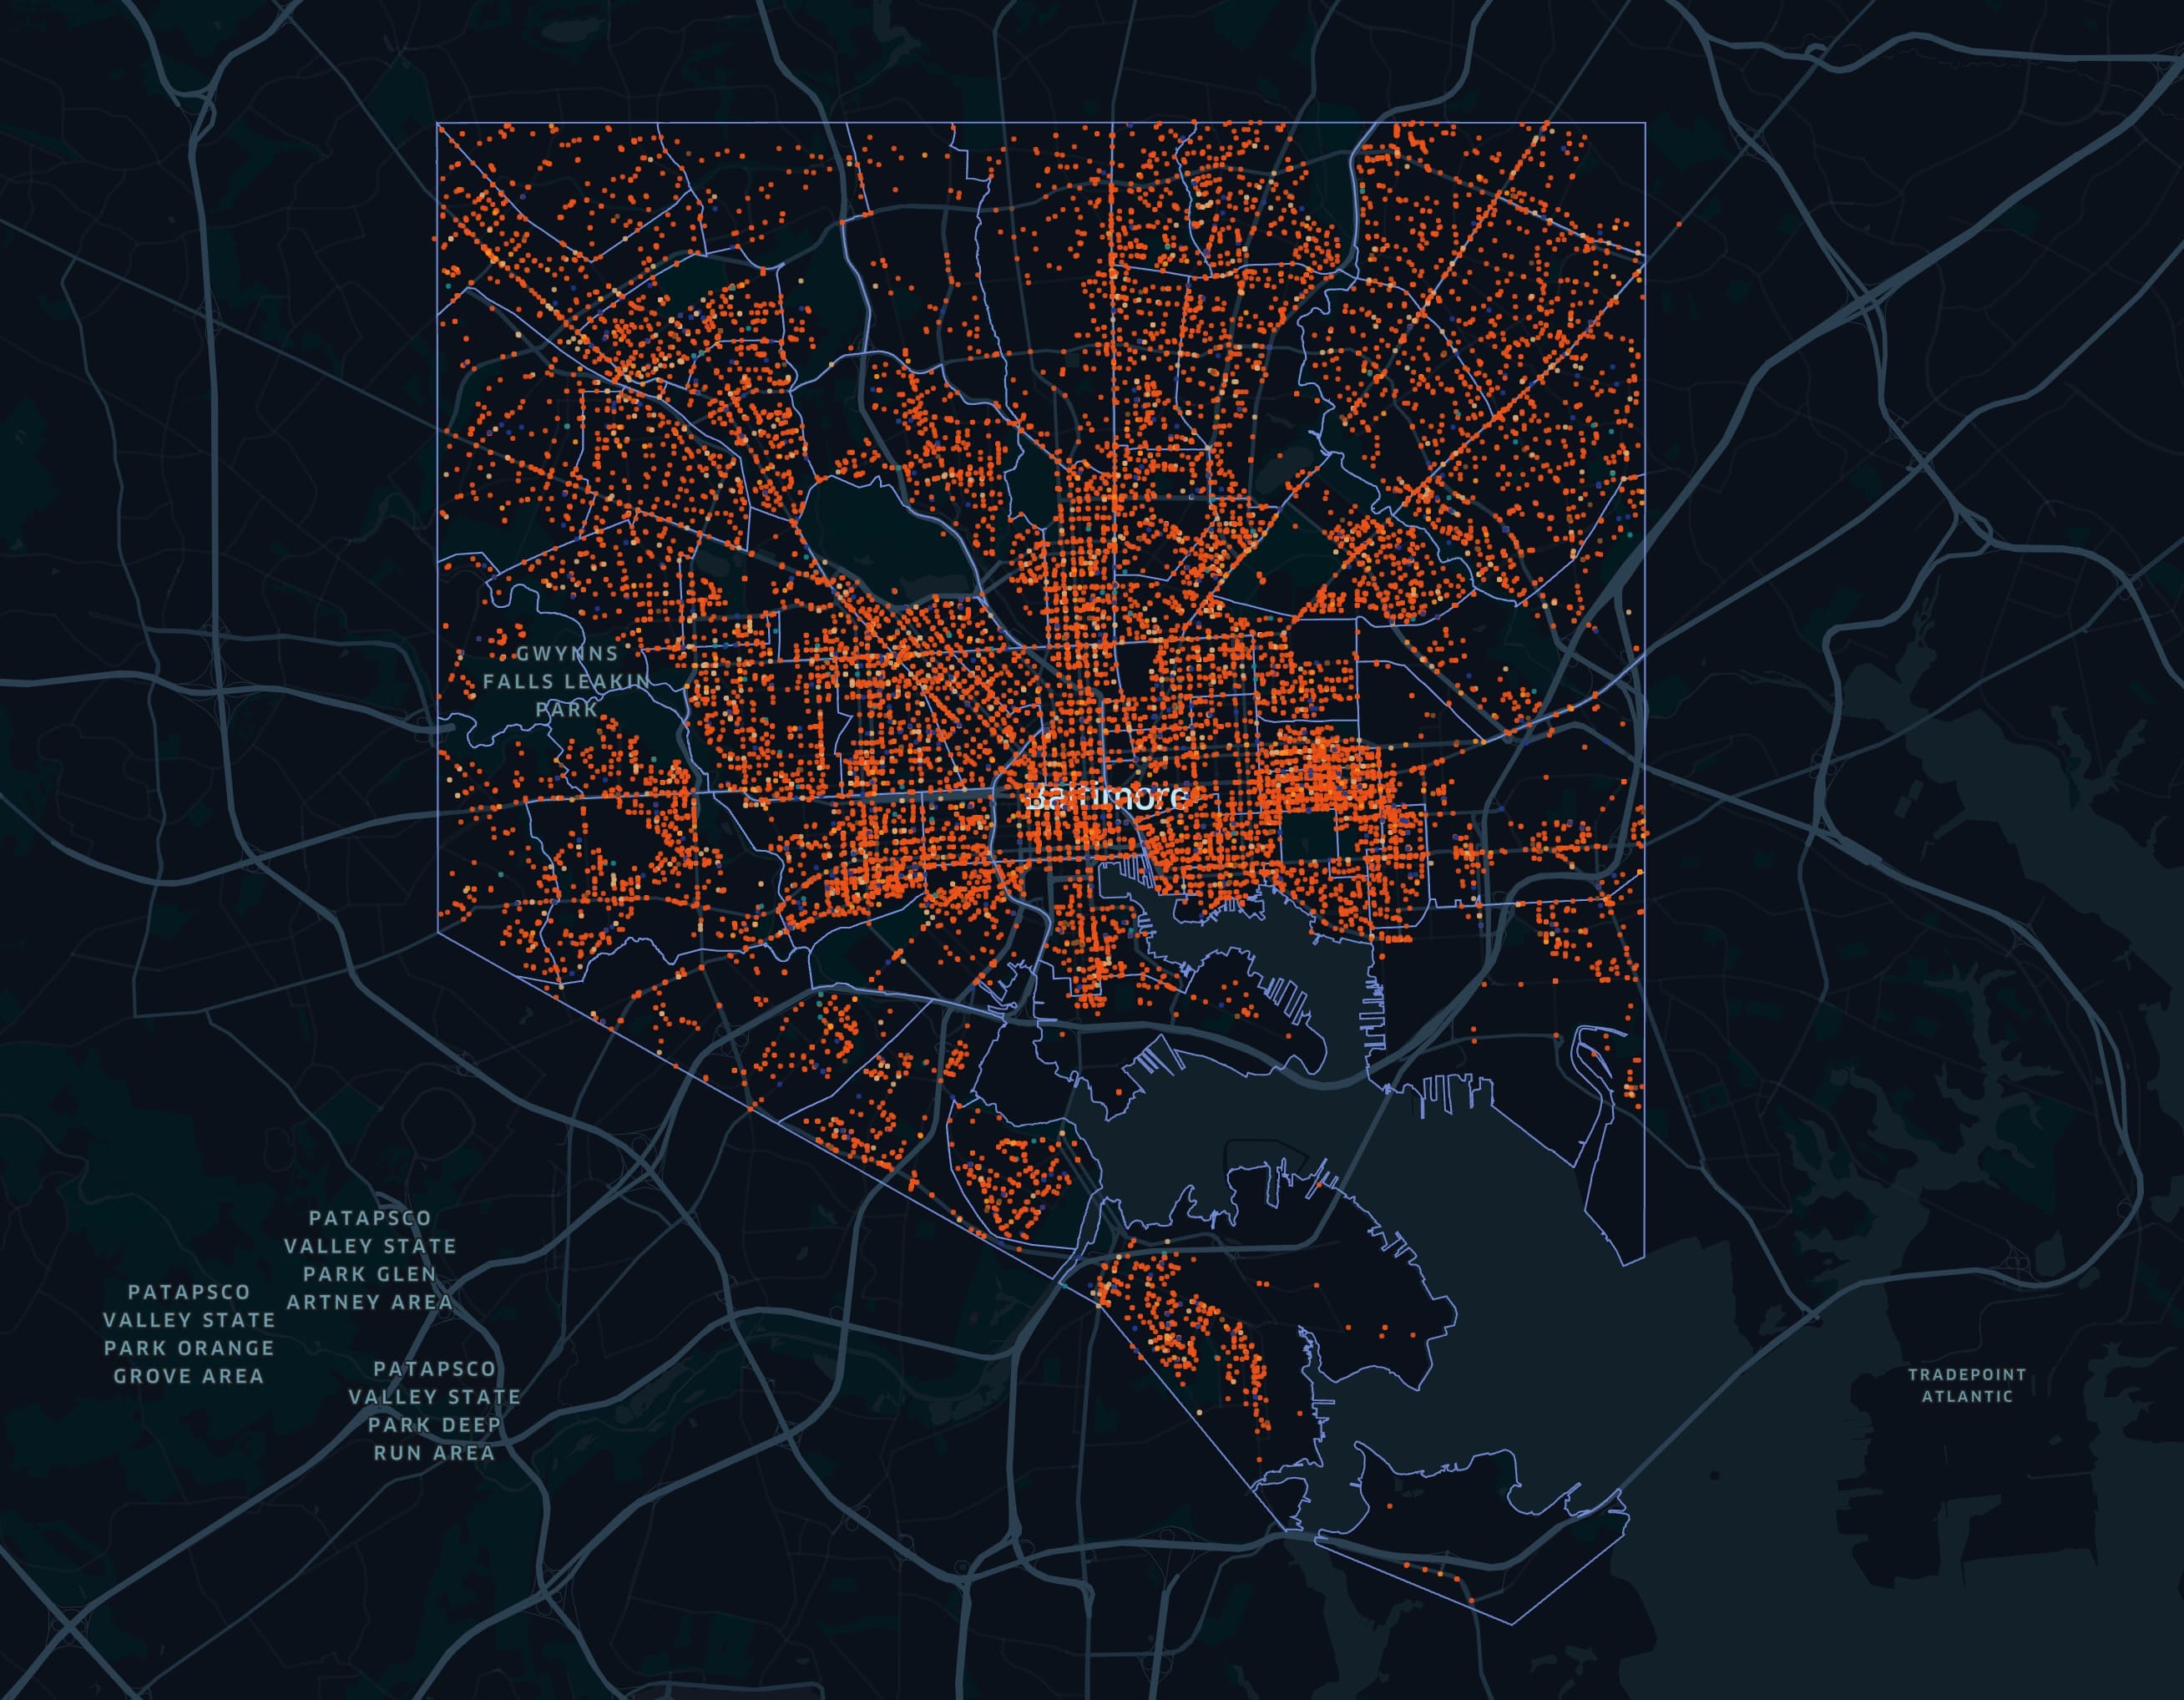 GWYNNS
FALLS LEAKIN
PARK
Baltimore
PATAPSCO
VALLEY STATE
PARK GLEN
ARTNEY AREA
PATAPSCO
VALLEY STATE
PARK ORANGE
GROVE AREA
PATAPSCO
VALLEY STATE
PARK DEEP
RUN AREA
TRADEPOINT
ATLANTIC